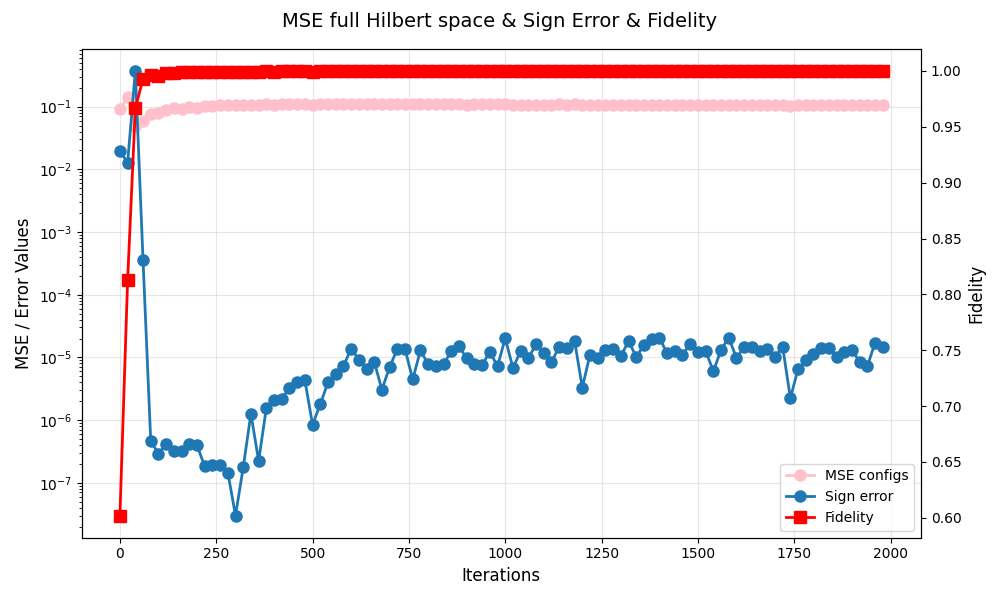 MSE full Hilbert space & Sign Error & Fidelity
MSE / Error Values
10⁻¹
10⁻²
10⁻³
10⁻⁴
10⁻⁵
10⁻⁶
10⁻⁷
1.00
0.95
0.90
0.85
0.80
0.75
0.70
0.65
0.60
Fidelity
MSE configs
Sign error
Fidelity
0 250 500 750 1000 1250 1500 1750 2000
Iterations